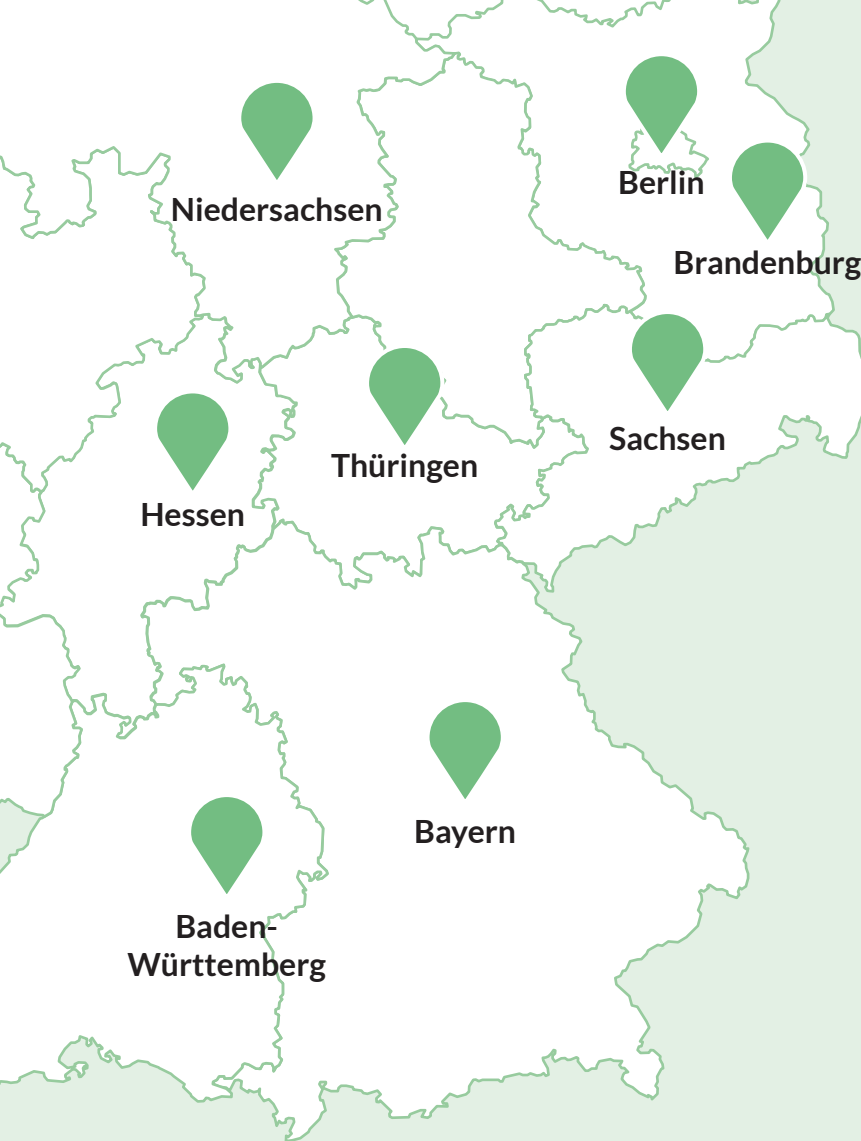 Berlin
Niedersachsen
Brandenburg
Sachsen
Thüringen
Hessen
Bayern
Baden-
Württemberg